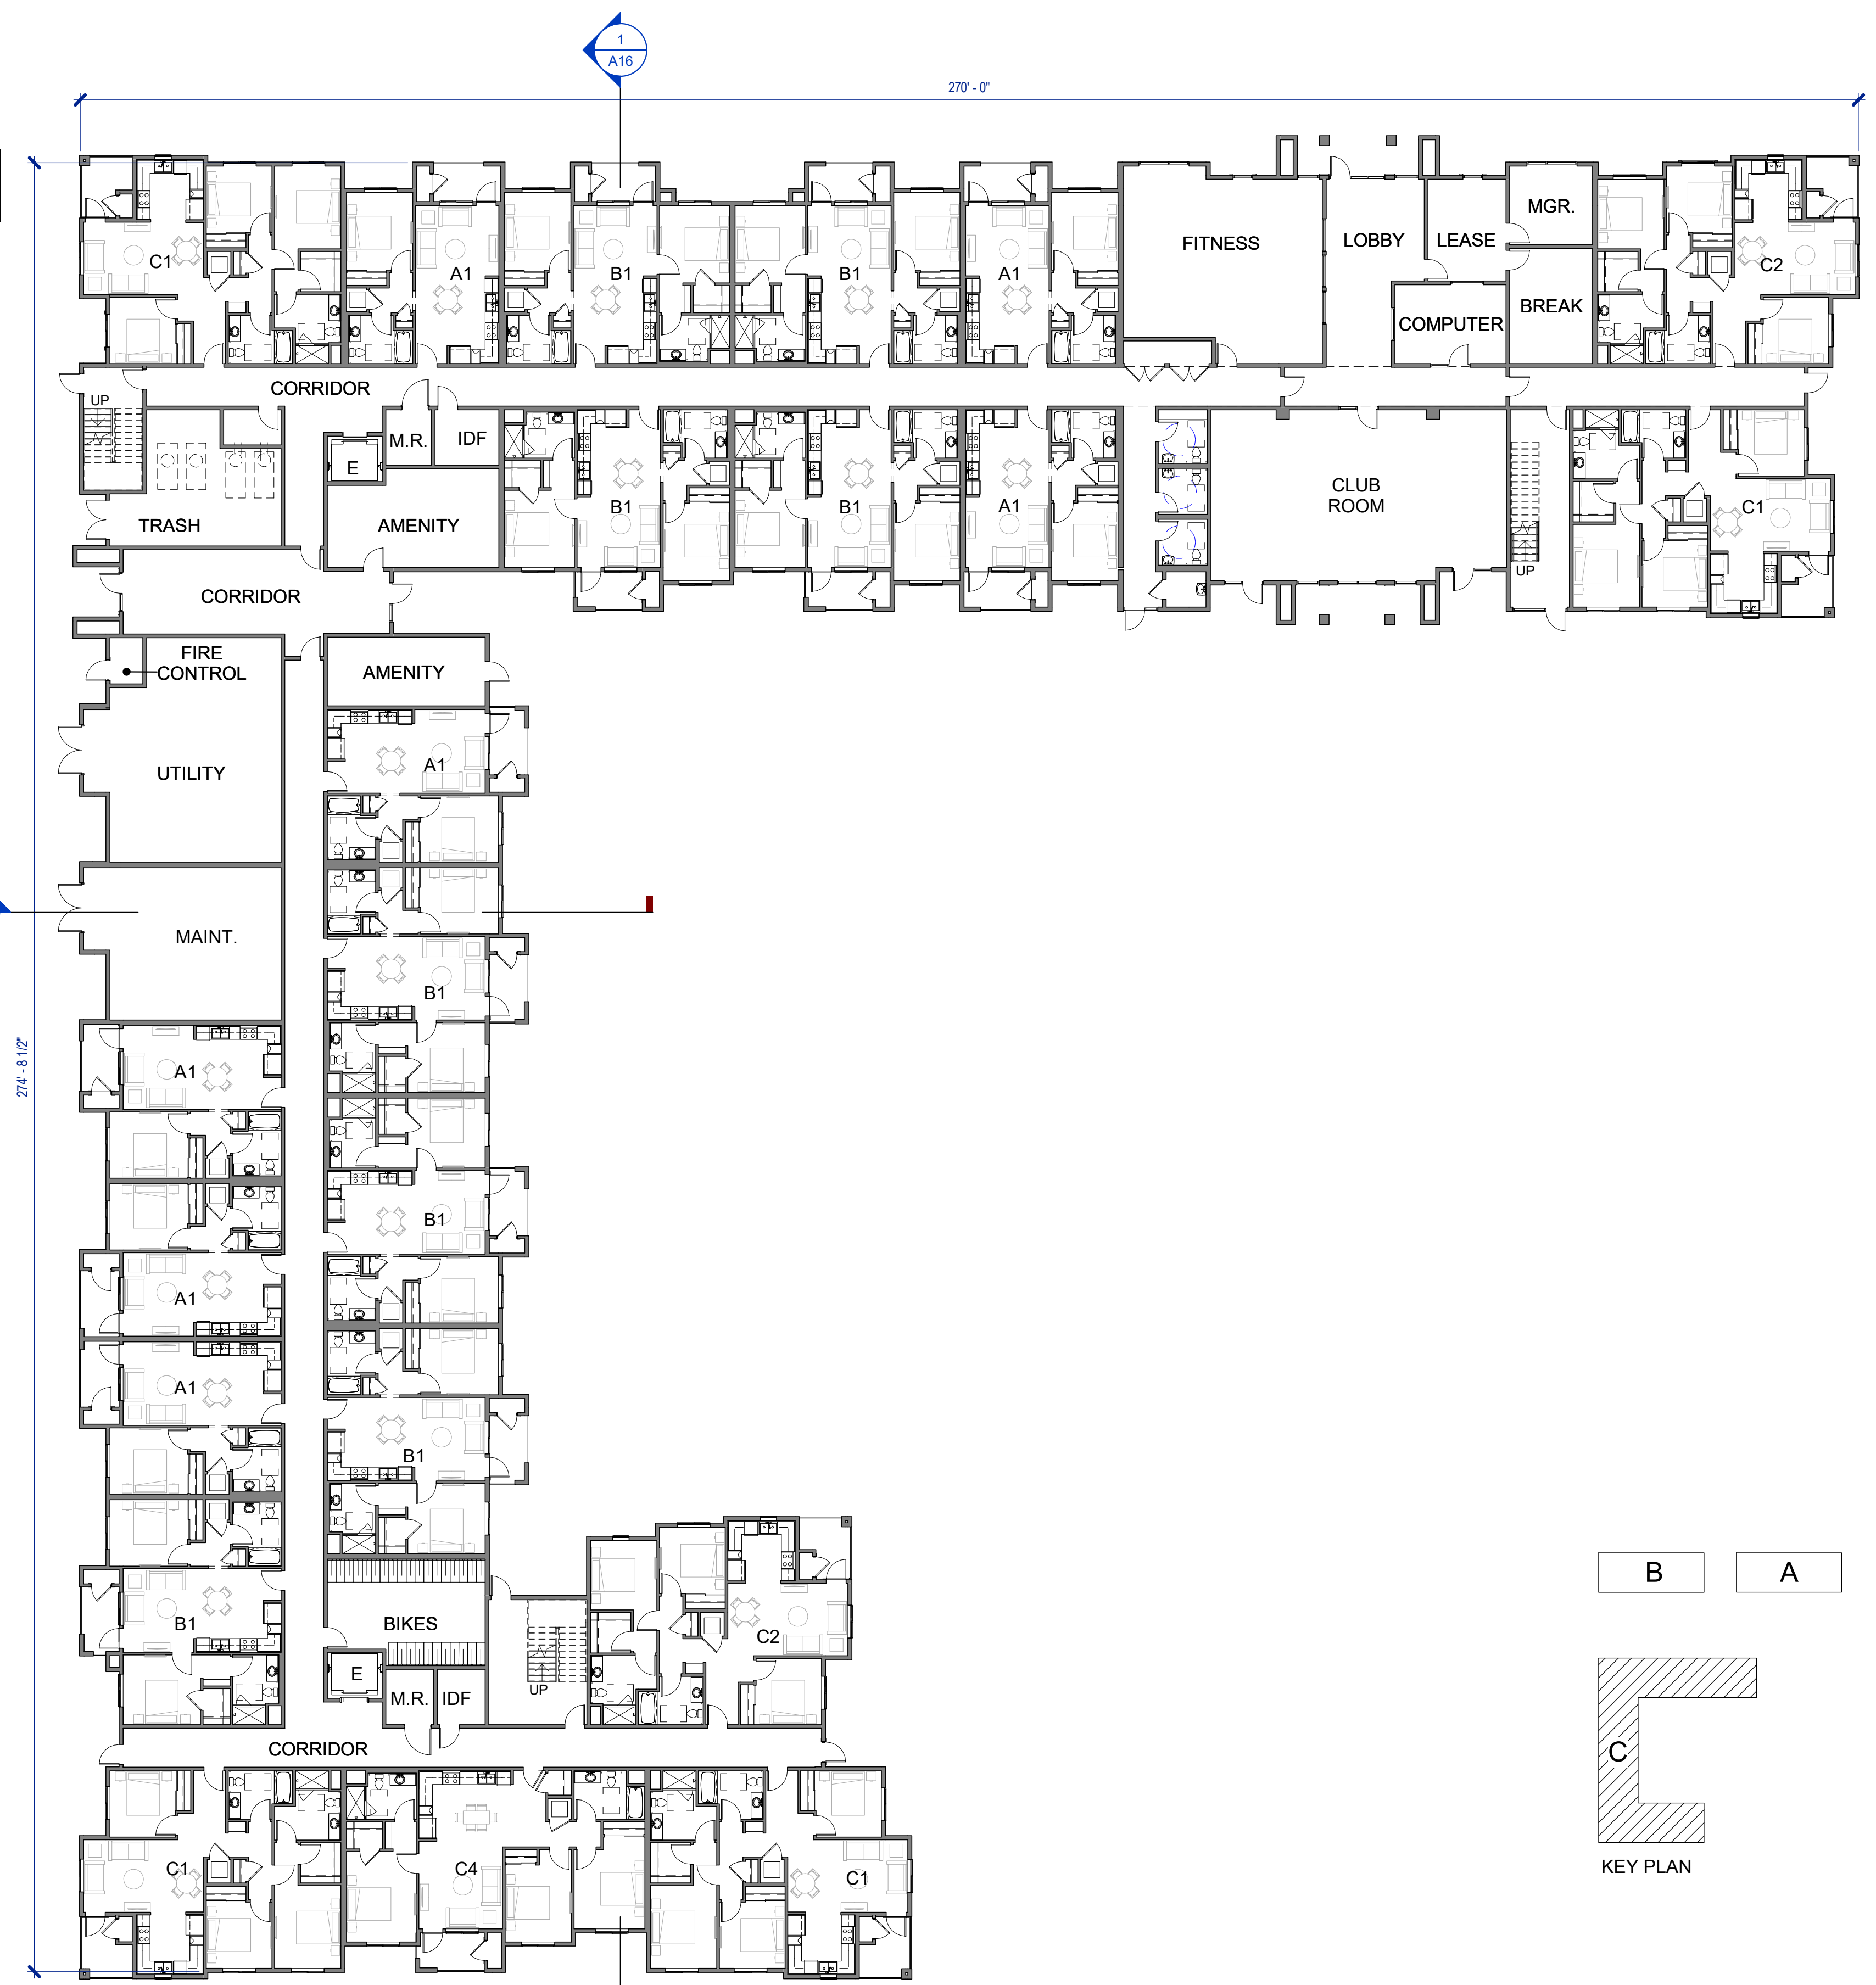 1
A16
270' - 0"
C1
A1
B1
B1
A1
FITNESS
LOBBY
LEASE
MGR.
BREAK
COMPUTER
C2
CORRIDOR
UP
M.R.
IDF
E
TRASH
AMENITY
B1
B1
A1
CLUB
ROOM
UP
C1
CORRIDOR
FIRE
CONTROL
AMENITY
UTILITY
A1
MAINT.
B1
274' - 8 1/2"
A1
B1
A1
A1
B1
B1
BIKES
E
M.R.
IDF
UP
C2
CORRIDOR
C1
C4
C1
B
A
C
KEY PLAN